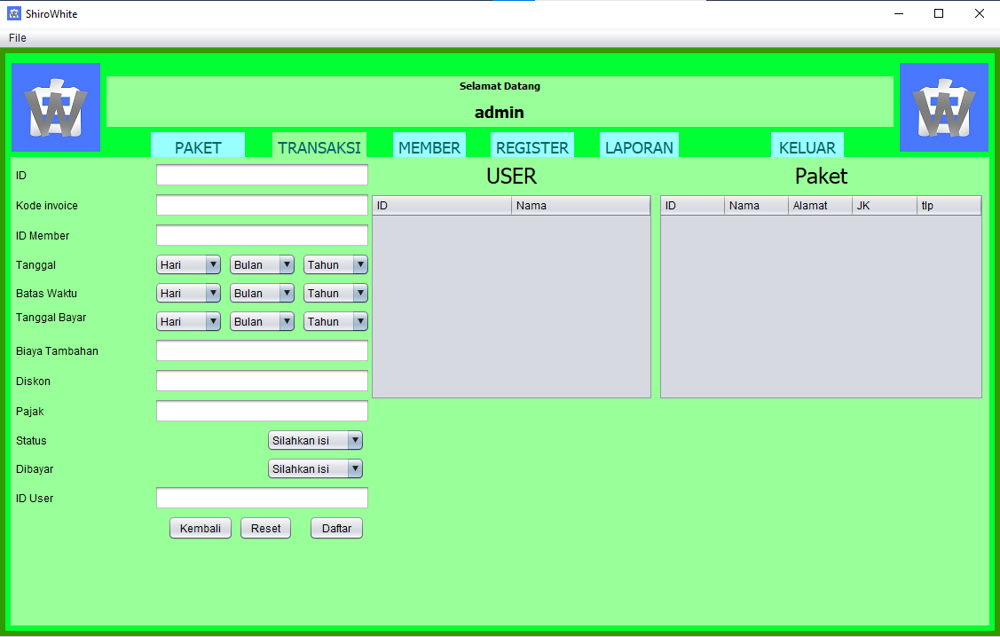 ShiroWhite
File
Selamat Datang
admin
PAKET TRANSAKSI MEMBER REGISTER LAPORAN KELUAR
ID
Kode invoice
ID Member
Tanggal Hari Bulan Tahun
Batas Waktu Hari Bulan Tahun
Tanggal Bayar Hari Bulan Tahun
Biaya Tambahan
Diskon
Pajak
Status Silahkan isi
Dibayar Silahkan isi
ID User
Kembali Reset Daftar
USER
ID Nama
Paket
ID Nama Alamat JK tlp